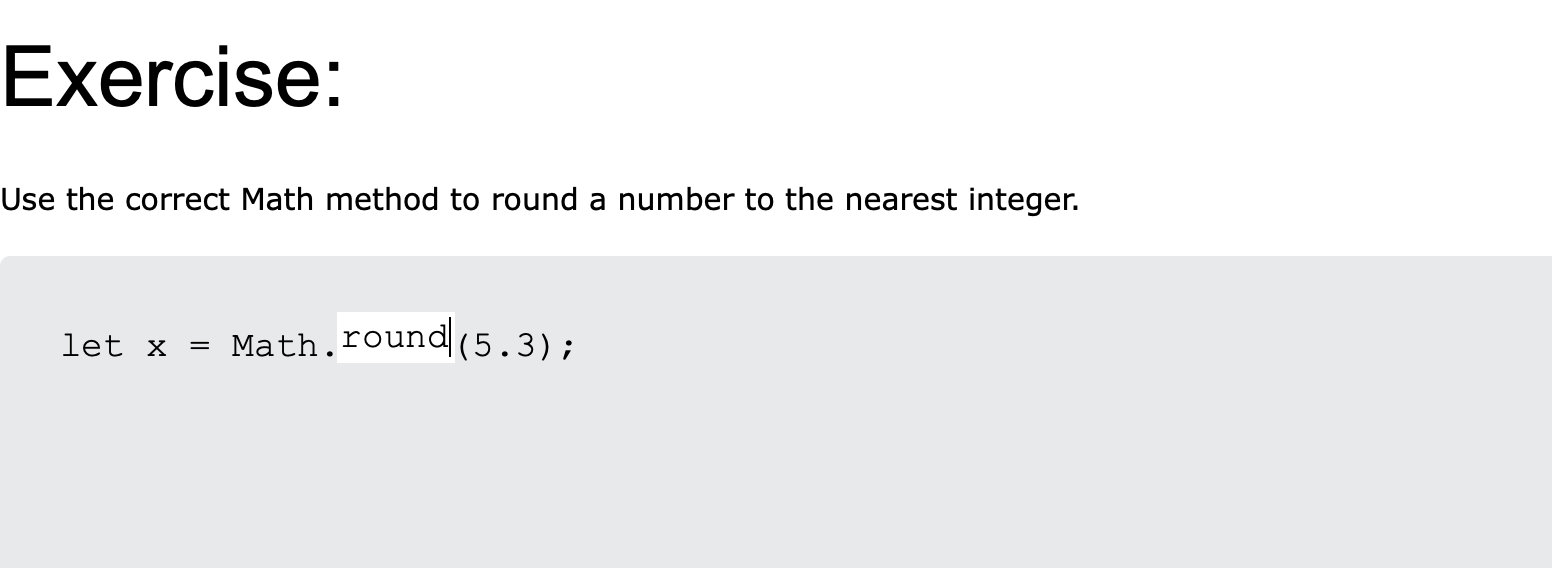 Exercise:
Use the correct Math method to round a number to the nearest integer.
let x = Math.round(5.3);